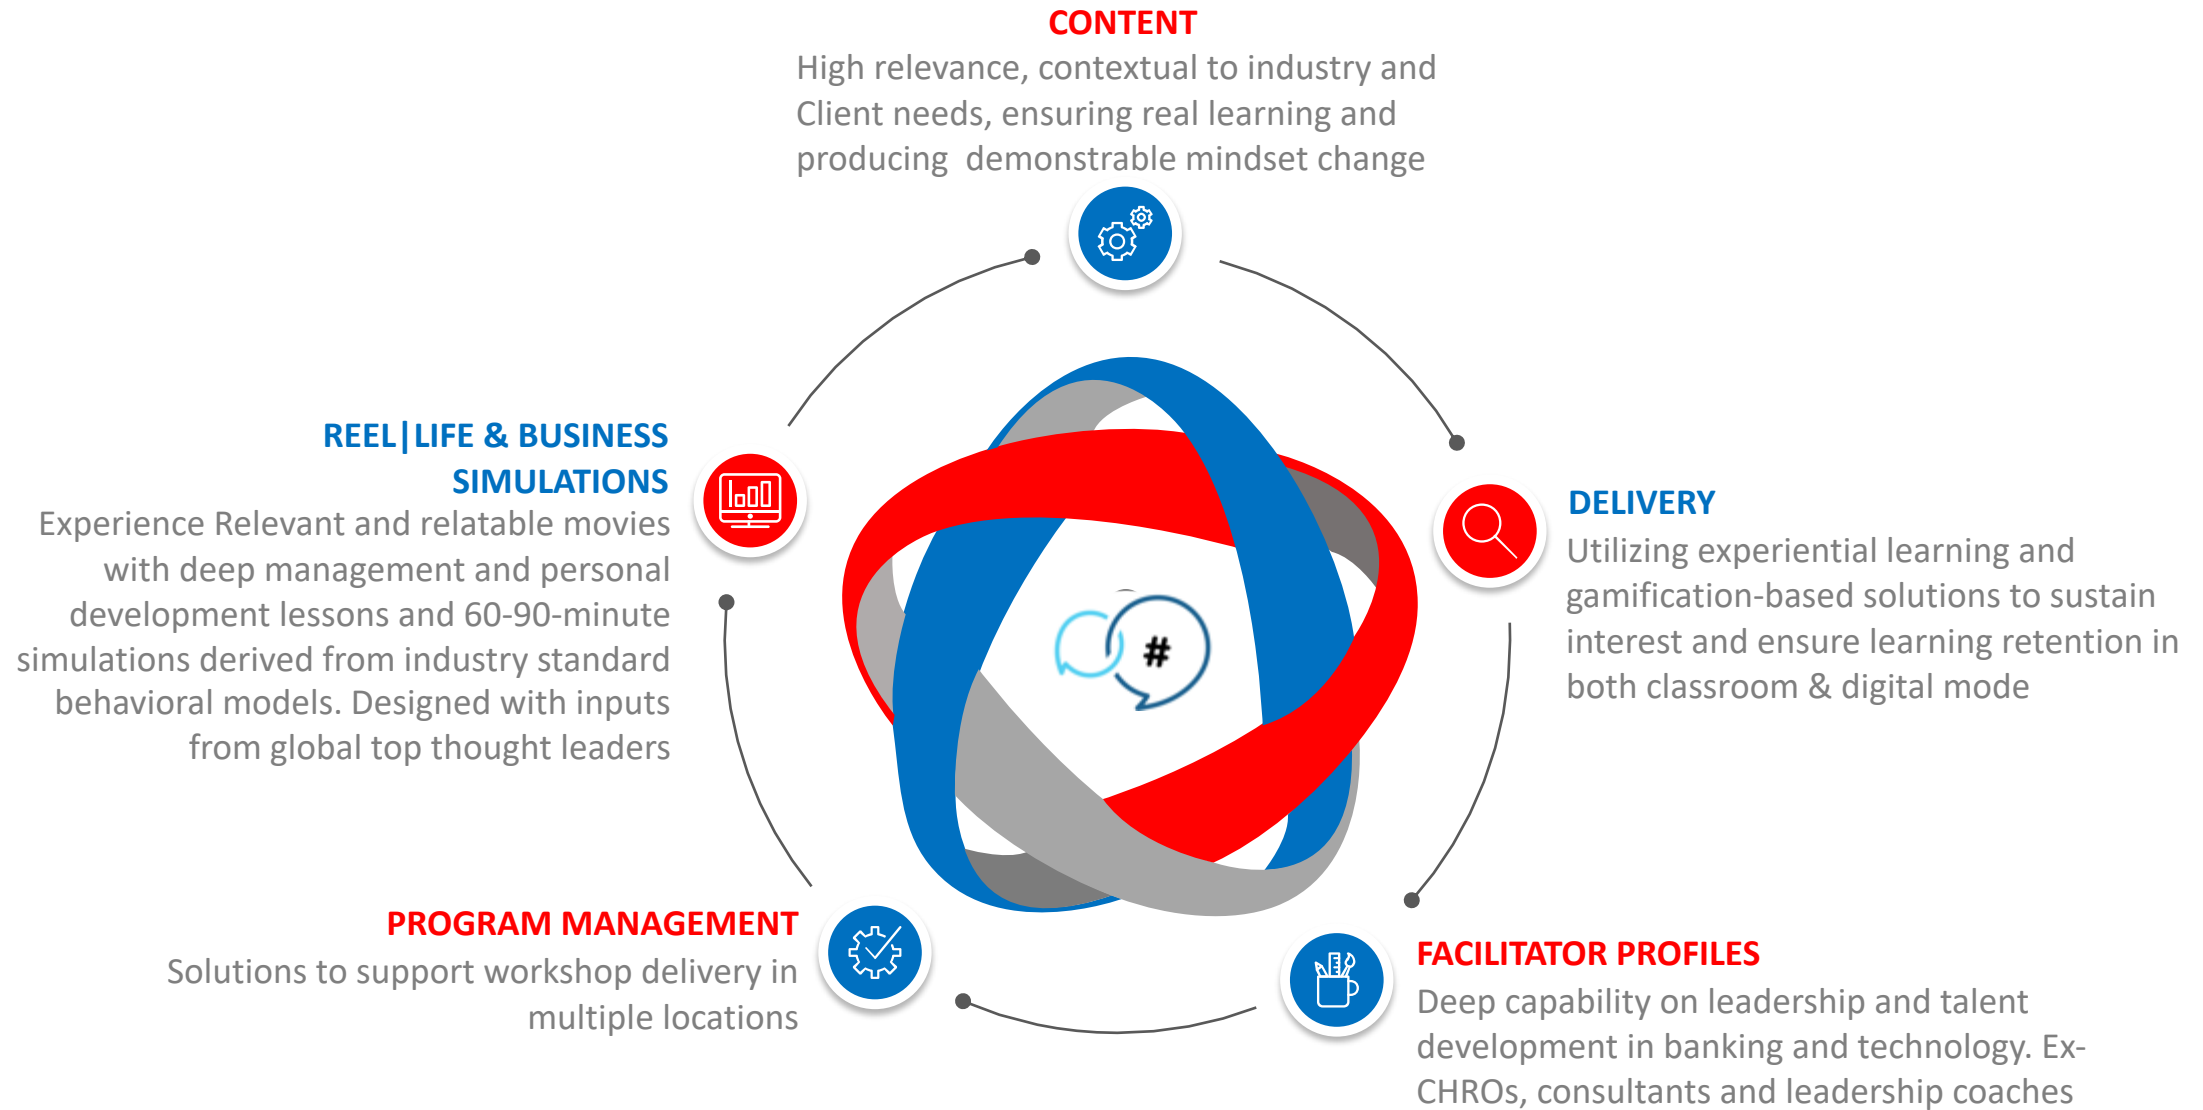 CONTENT
High relevance, contextual to industry and
Client needs, ensuring real learning and
producing  demonstrable mindset change
DELIVERY
Utilizing experiential learning and
gamification-based solutions to sustain
interest and ensure learning retention in
both classroom & digital mode
FACILITATOR PROFILES
Deep capability on leadership and talent
development in banking and technology. Ex-
CHROs, consultants and leadership coaches
PROGRAM MANAGEMENT
Solutions to support workshop delivery in
multiple locations
REEL|LIFE & BUSINESS
SIMULATIONS
Experience Relevant and relatable movies
with deep management and personal
development lessons and 60-90-minute
simulations derived from industry standard
behavioral models. Designed with inputs
from global top thought leaders
#